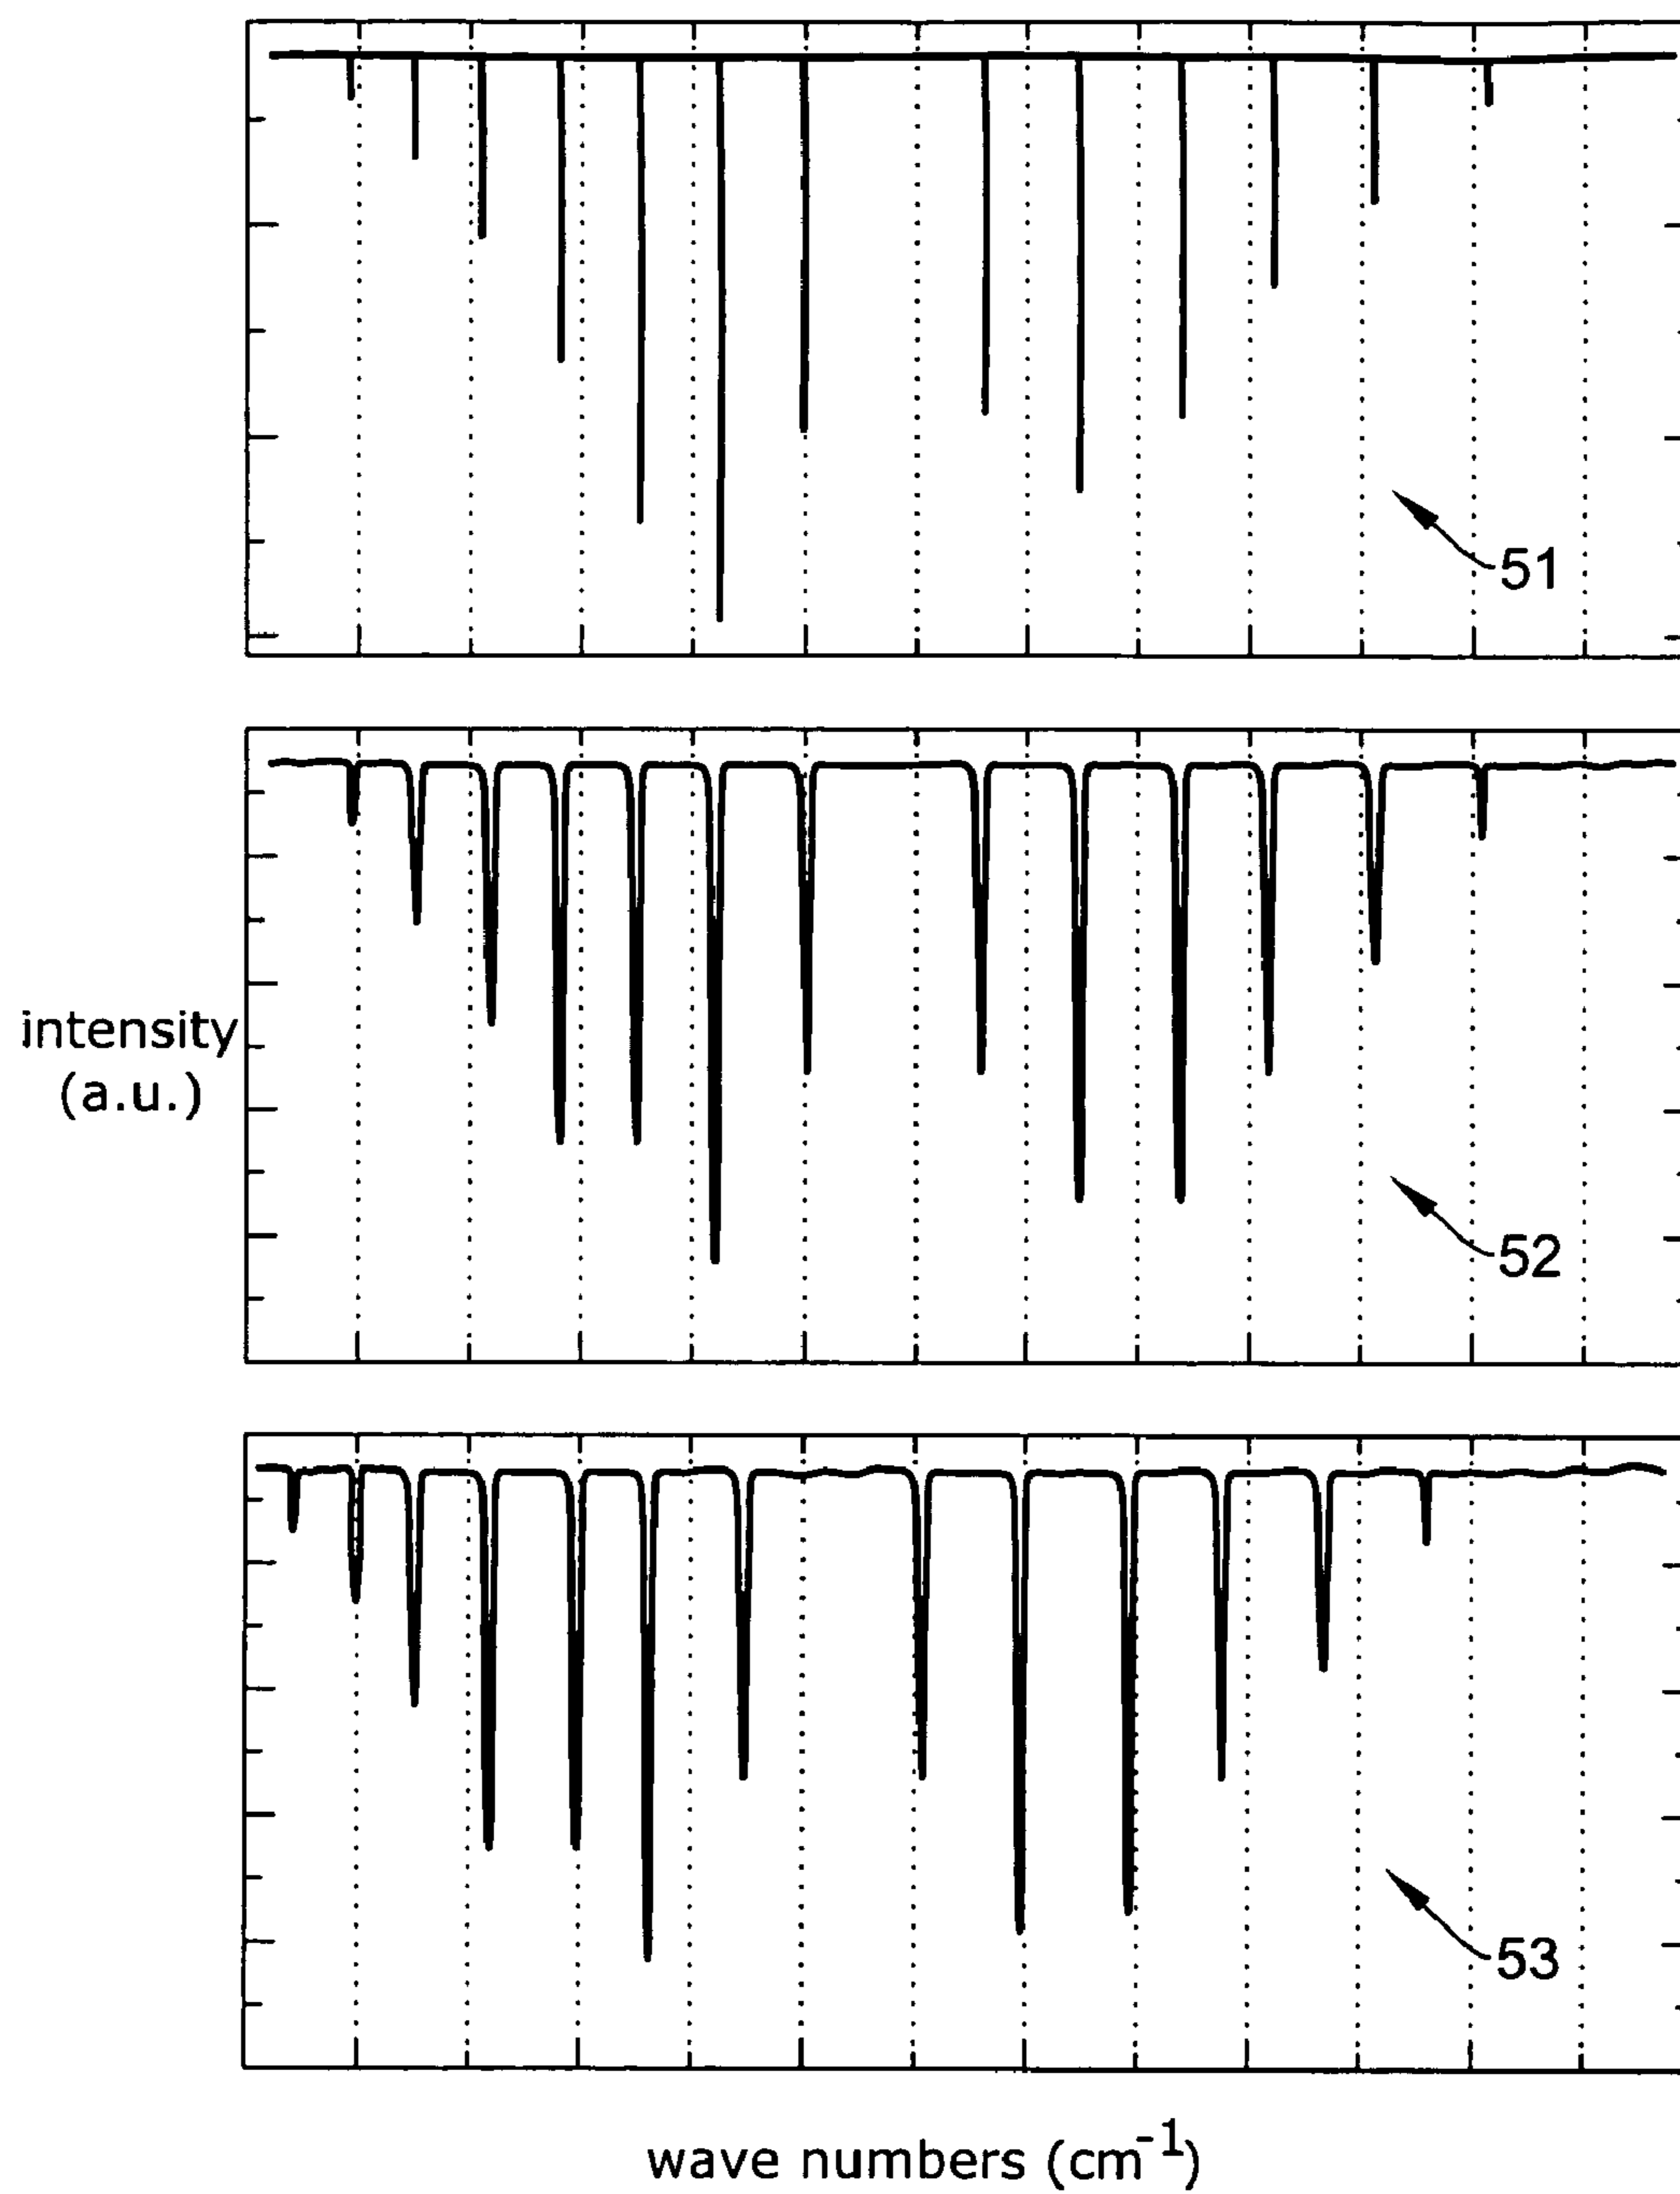 51
intensity
(a.u.)
52
53
wave numbers (cm-1)